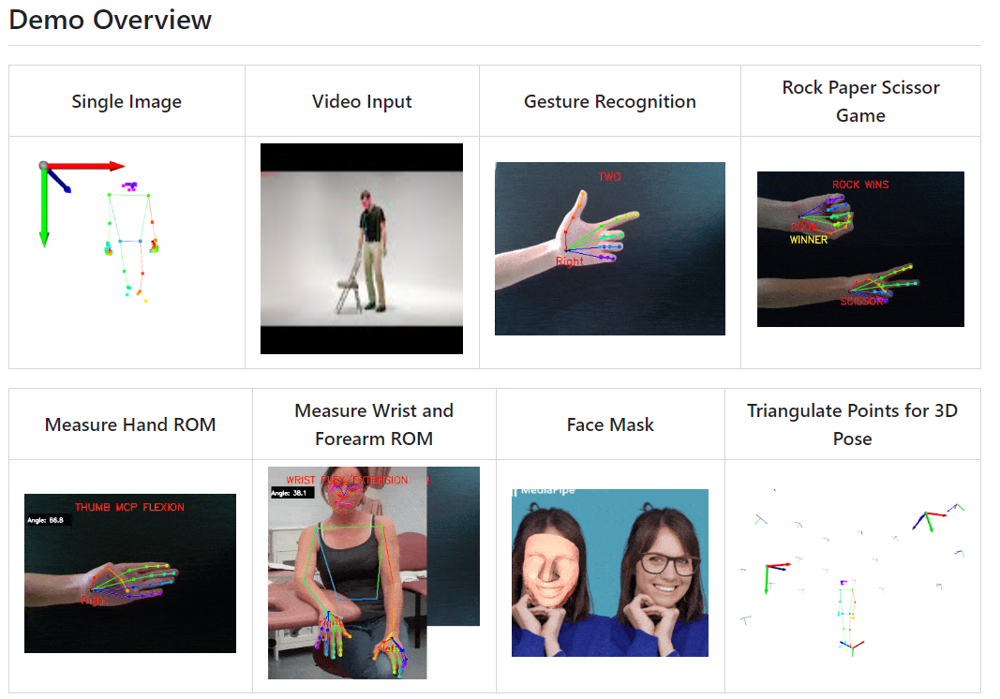 Demo Overview
Single Image
Video Input
Gesture Recognition
Rock Paper Scissor
Game
TWO
Right
ROCK WINS
ROCK
WINNER
SCISSOR
Measure Hand ROM
Measure Wrist and
Forearm ROM
Face Mask
Triangulate Points for 3D
Pose
THUMB MCP FLEXION
Angle: 86.8
Right
WRIST FLEX/EXTENSION
Angle: 38.1
Right
Left
MediaPipe